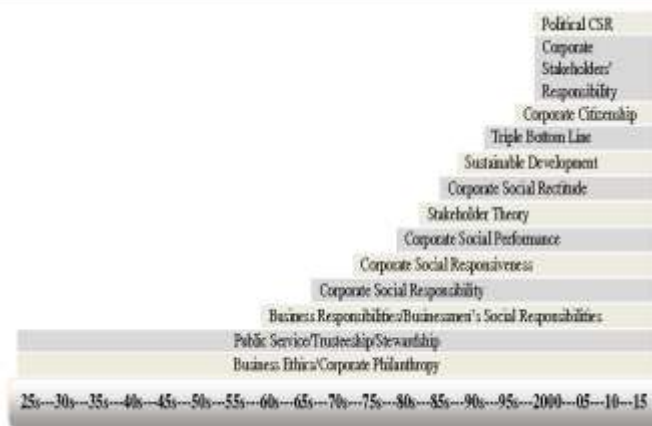 Political CSR
Corporate
Stakeholders'
Responsibility
Corporate Citizenship
Triple Bottom Line
Sustainable Development
Corporate Social Rectitude
Stakeholder Theory
Corporate Social Performance
Corporate Social Responsiveness
Corporate Social Responsibility
Business Responsibilities/Businessmen's Social Responsibilities
Public Service/Trusteeship/Stewardship
Business Ethics/Corporate Philanthropy
25s---30s---35s---40s---45s---50s---55s---60s---65s---70s---75s---80s---85s---90s---95s---2000---05---10---15